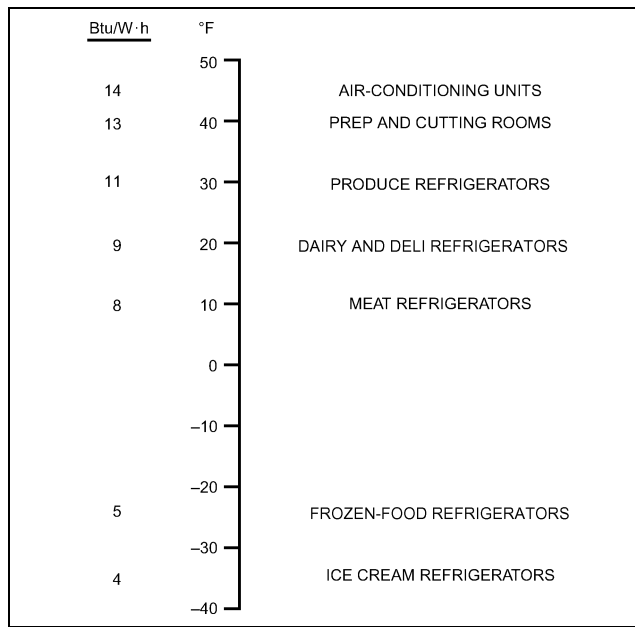 Btu/W·h °F
50
14 AIR-CONDITIONING UNITS
13 40 PREP AND CUTTING ROOMS
11 30 PRODUCE REFRIGERATORS
9 20 DAIRY AND DELI REFRIGERATORS
8 10 MEAT REFRIGERATORS
0
–10
–20
5 FROZEN-FOOD REFRIGERATORS
–30
4 ICE CREAM REFRIGERATORS
–40